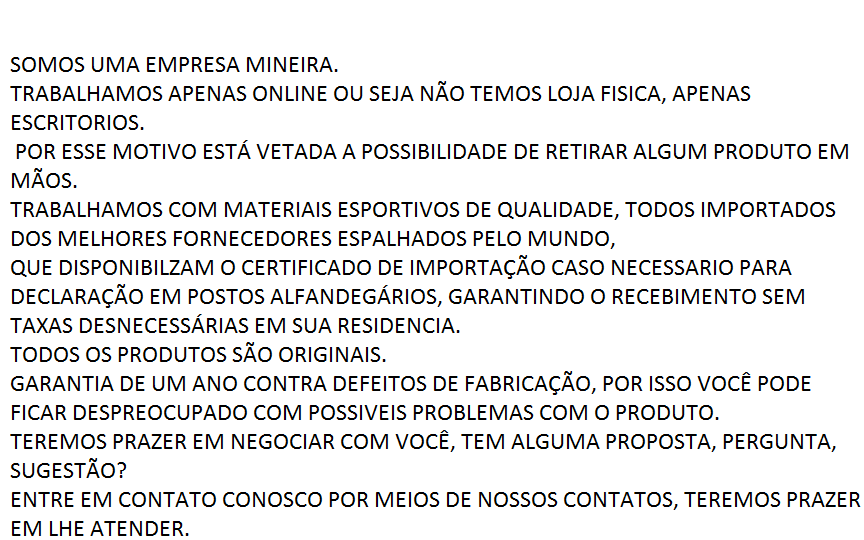 SOMOS UMA EMPRESA MINEIRA.
TRABALHAMOS APENAS ONLINE OU SEJA NÃO TEMOS LOJA FISICA, APENAS
ESCRITORIOS.
POR ESSE MOTIVO ESTÁ VETADA A POSSIBILIDADE DE RETIRAR ALGUM PRODUTO EM
MÃOS.
TRABALHAMOS COM MATERIAIS ESPORTIVOS DE QUALIDADE, TODOS IMPORTADOS
DOS MELHORES FORNECEDORES ESPALHADOS PELO MUNDO,
QUE DISPONIBILZAM O CERTIFICADO DE IMPORTAÇÃO CASO NECESSARIO PARA
DECLARAÇÃO EM POSTOS ALFANDEGÁRIOS, GARANTINDO O RECEBIMENTO SEM
TAXAS DESNECESSÁRIAS EM SUA RESIDENCIA.
TODOS OS PRODUTOS SÃO ORIGINAIS.
GARANTIA DE UM ANO CONTRA DEFEITOS DE FABRICAÇÃO, POR ISSO VOCÊ PODE
FICAR DESPREOCUPADO COM POSSIVEIS PROBLEMAS COM O PRODUTO.
TEREMOS PRAZER EM NEGOCIAR COM VOCÊ, TEM ALGUMA PROPOSTA, PERGUNTA,
SUGESTÃO?
ENTRE EM CONTATO CONOSCO POR MEIOS DE NOSSOS CONTATOS, TEREMOS PRAZER
EM LHE ATENDER.